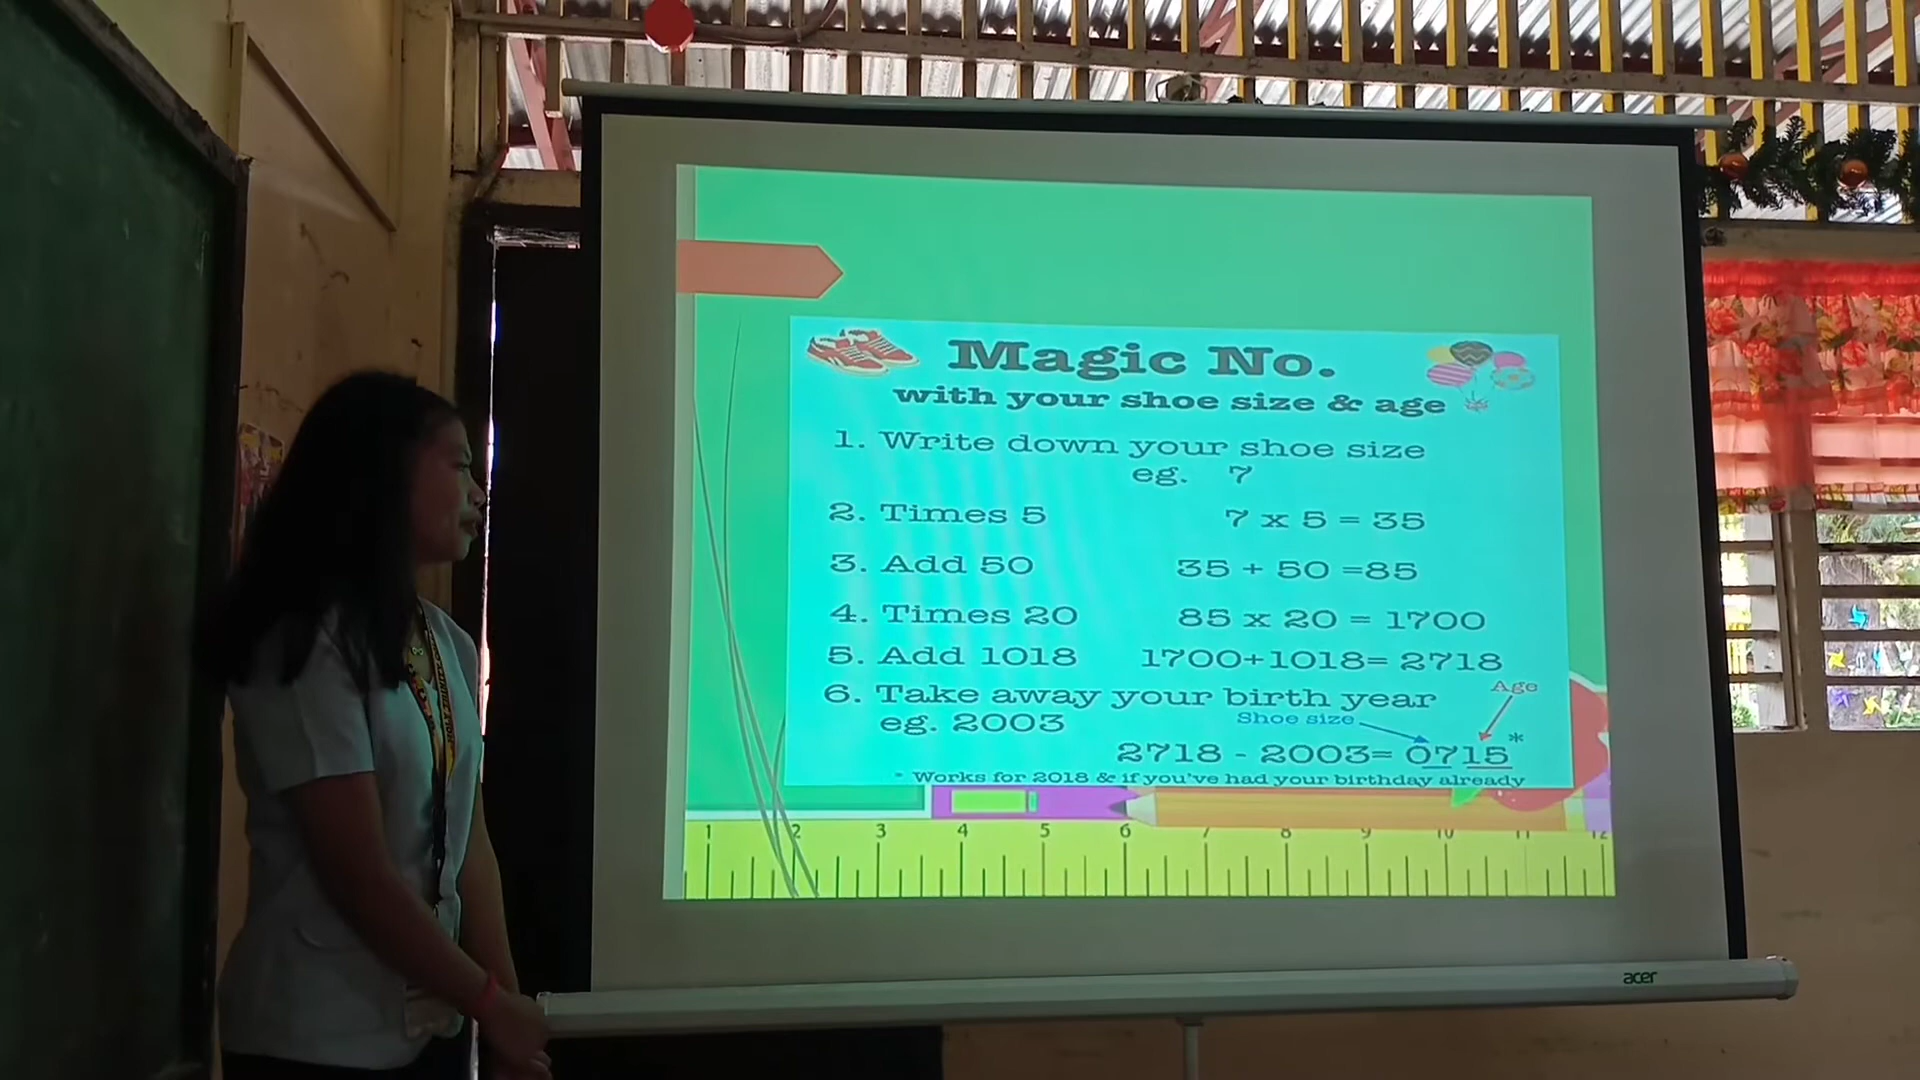 Magic No.
with your shoe size & age
1. Write down your shoe size
eg. 7
2. Times 5 7 x 5 = 35
3. Add 50 35 + 50 =85
4. Times 20 85 x 20 = 1700
5. Add 1018 1700+1018= 2718
6. Take away your birth year
Age
eg. 2003 Shoe size
2718 - 2003= 0715*
* Works for 2018 & if you've had your birthday already
1 2 3 4 5 6 7 8 9 10 11 12
acer